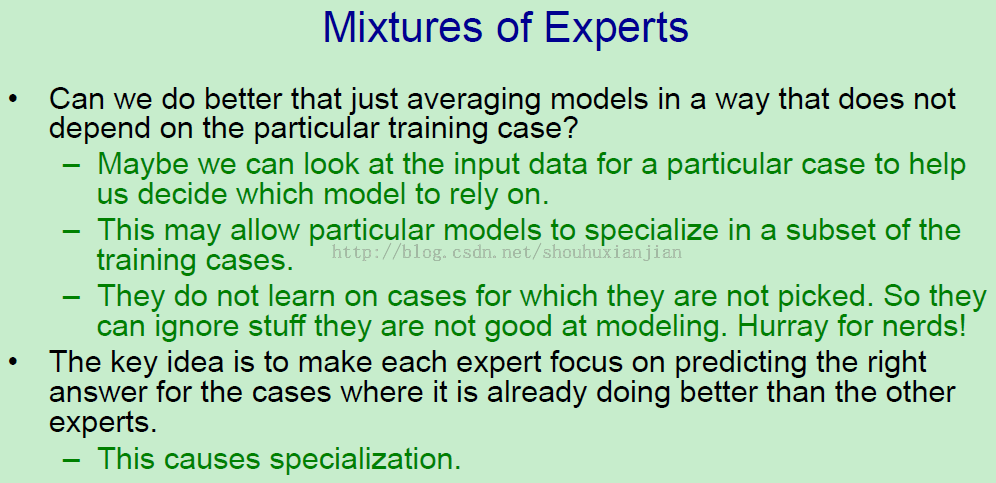 Mixtures of Experts
• Can we do better that just averaging models in a way that does not
depend on the particular training case?
– Maybe we can look at the input data for a particular case to help
us decide which model to rely on.
– This may allow particular models to specialize in a subset of the
http://blog.csdn.net/shouhuxianjian
training cases.
– They do not learn on cases for which they are not picked. So they
can ignore stuff they are not good at modeling. Hurray for nerds!
• The key idea is to make each expert focus on predicting the right
answer for the cases where it is already doing better than the other
experts.
– This causes specialization.